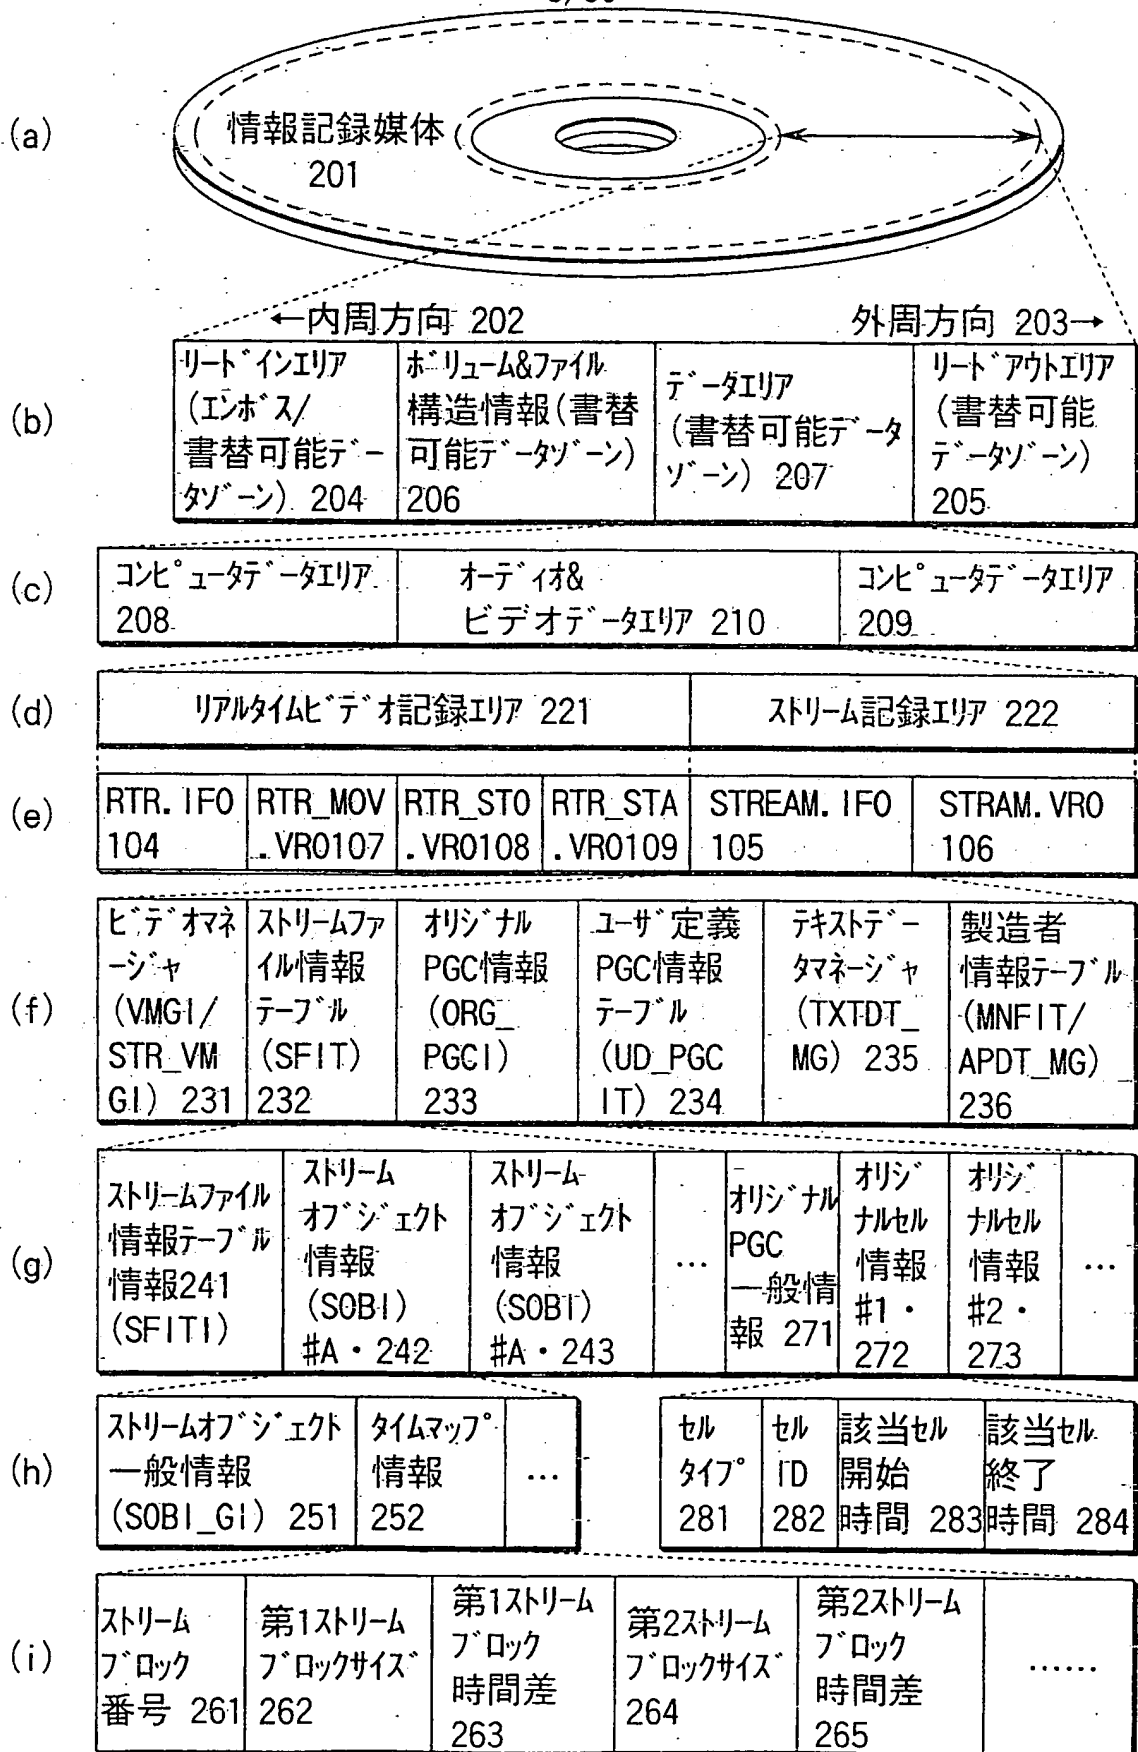 (a)
情報記録媒体
201
←内周方向 202
外周方向 203→
(b)
リードインエリア
(エンボス/
書替可能デー
タゾーン) 204
ボリューム&ファイル
構造情報(書替
可能データゾーン)
206
データエリア
(書替可能データ
ゾーン) 207
リードアウトエリア
(書替可能
データゾーン)
205
(c)
コンピュータデータエリア
208
オーディオ&
ビデオデータエリア 210
コンピュータデータエリア
209
(d)
リアルタイムビデオ記録エリア 221
ストリーム記録エリア 222
(e)
RTR.IFO
104
RTR_MOV
.VRO107
RTR_STO
.VRO108
RTR_STA
.VRO109
STREAM.IFO
105
STRAM.VRO
106
(f)
ビデオマネ
ージャ
(VMGI/
STR_VM
GI) 231
ストリームファ
イル情報
テーブル
(SFIT)
232
オリジナル
PGC情報
(ORG_
PGCI)
233
ユーザ定義
PGC情報
テーブル
(UD_PGC
IT) 234
テキストデー
タマネージャ
(TXTDT_
MG) 235
製造者
情報テーブル
(MNFIT/
APDT_MG)
236
(g)
ストリームファイル
情報テーブル
情報241
(SFITI)
ストリーム
オブジェクト
情報
(SOBI)
#A・242
ストリーム
オブジェクト
情報
(SOBI)
#A・243
…
オリジナル
PGC
一般情
報 271
オリジ
ナルセル
情報
#1・
272
オリジ
ナルセル
情報
#2・
273
…
(h)
ストリームオブジェクト
一般情報
(SOBI_GI) 251
タイムマップ
情報
252
…
セル
タイプ
281
セル
ID
282
該当セル
開始
時間 283
該当セル
終了
時間 284
(i)
ストリーム
ブロック
番号 261
第1ストリーム
ブロックサイズ
262
第1ストリーム
ブロック
時間差
263
第2ストリーム
ブロックサイズ
264
第2ストリーム
ブロック
時間差
265
……